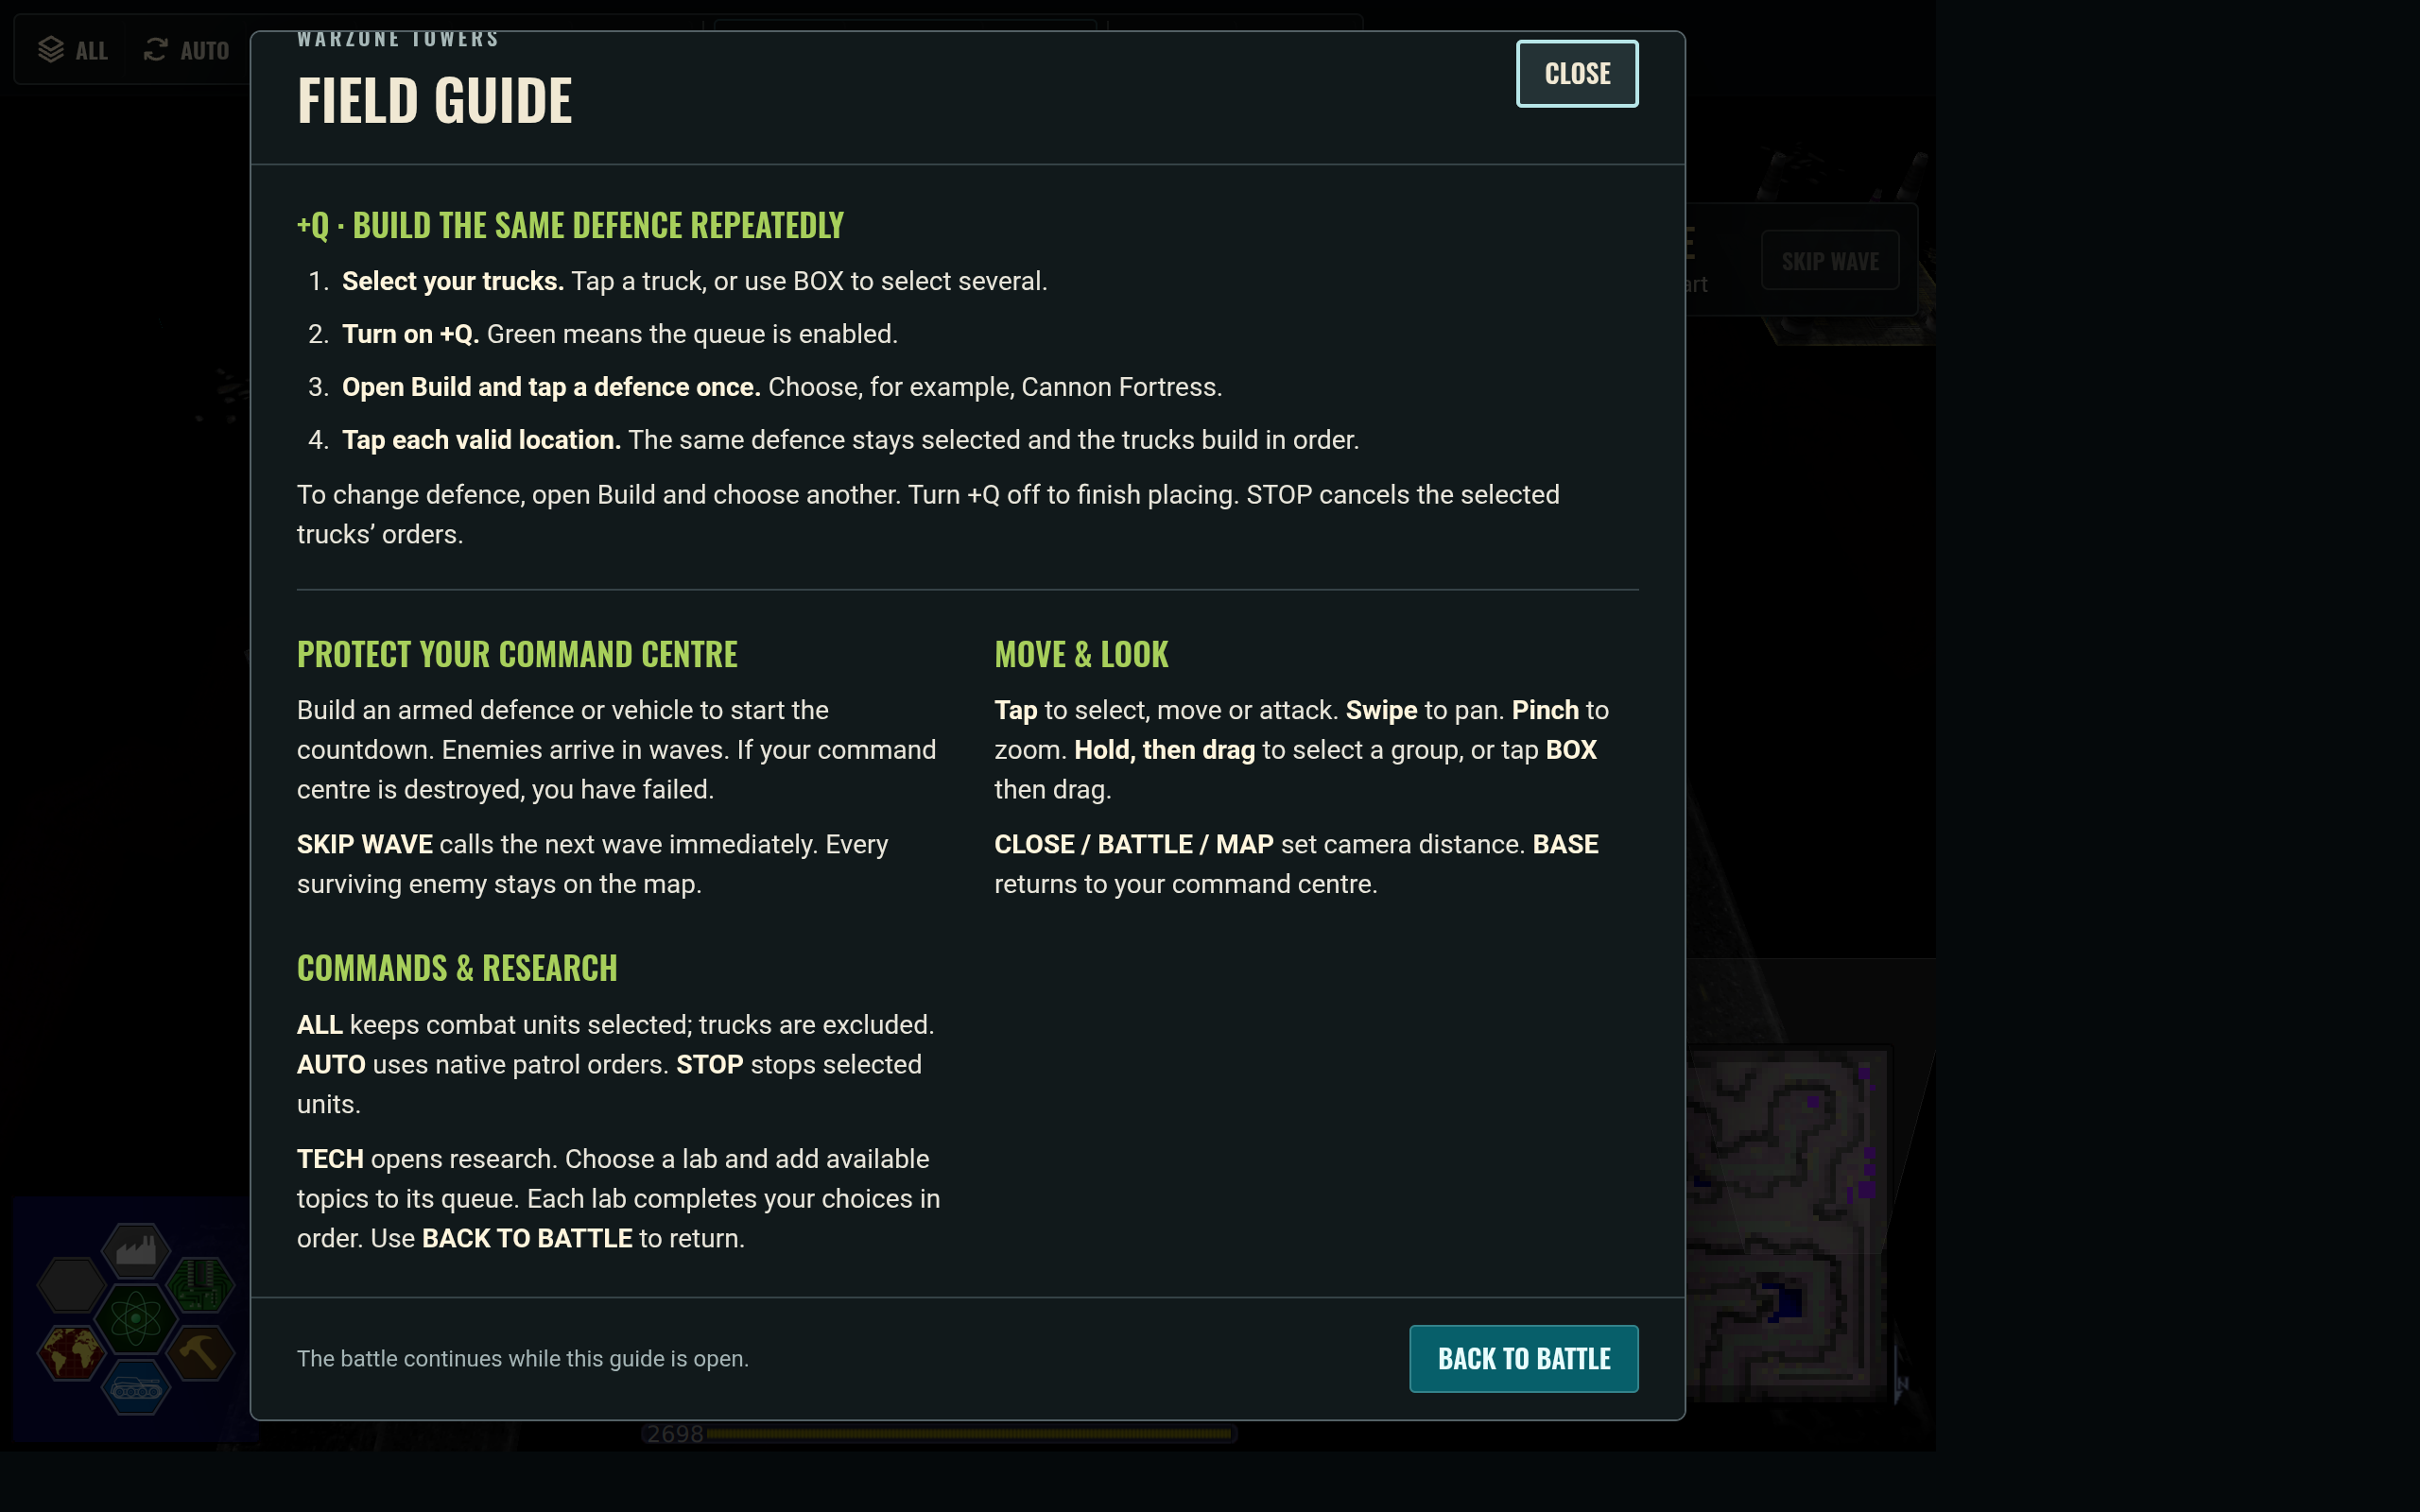 ALL
AUTO
WARZONE TOWERS
FIELD GUIDE
CLOSE
+Q · BUILD THE SAME DEFENCE REPEATEDLY
1. Select your trucks. Tap a truck, or use BOX to select several.
2. Turn on +Q. Green means the queue is enabled.
3. Open Build and tap a defence once. Choose, for example, Cannon Fortress.
4. Tap each valid location. The same defence stays selected and the trucks build in order.
To change defence, open Build and choose another. Turn +Q off to finish placing. STOP cancels the selected
trucks’ orders.
SKIP WAVE
PROTECT YOUR COMMAND CENTRE
Build an armed defence or vehicle to start the
countdown. Enemies arrive in waves. If your command
centre is destroyed, you have failed.
SKIP WAVE calls the next wave immediately. Every
surviving enemy stays on the map.
MOVE & LOOK
Tap to select, move or attack. Swipe to pan. Pinch to
zoom. Hold, then drag to select a group, or tap BOX
then drag.
CLOSE / BATTLE / MAP set camera distance. BASE
returns to your command centre.
COMMANDS & RESEARCH
ALL keeps combat units selected; trucks are excluded.
AUTO uses native patrol orders. STOP stops selected
units.
TECH opens research. Choose a lab and add available
topics to its queue. Each lab completes your choices in
order. Use BACK TO BATTLE to return.
The battle continues while this guide is open.
BACK TO BATTLE
2698
N